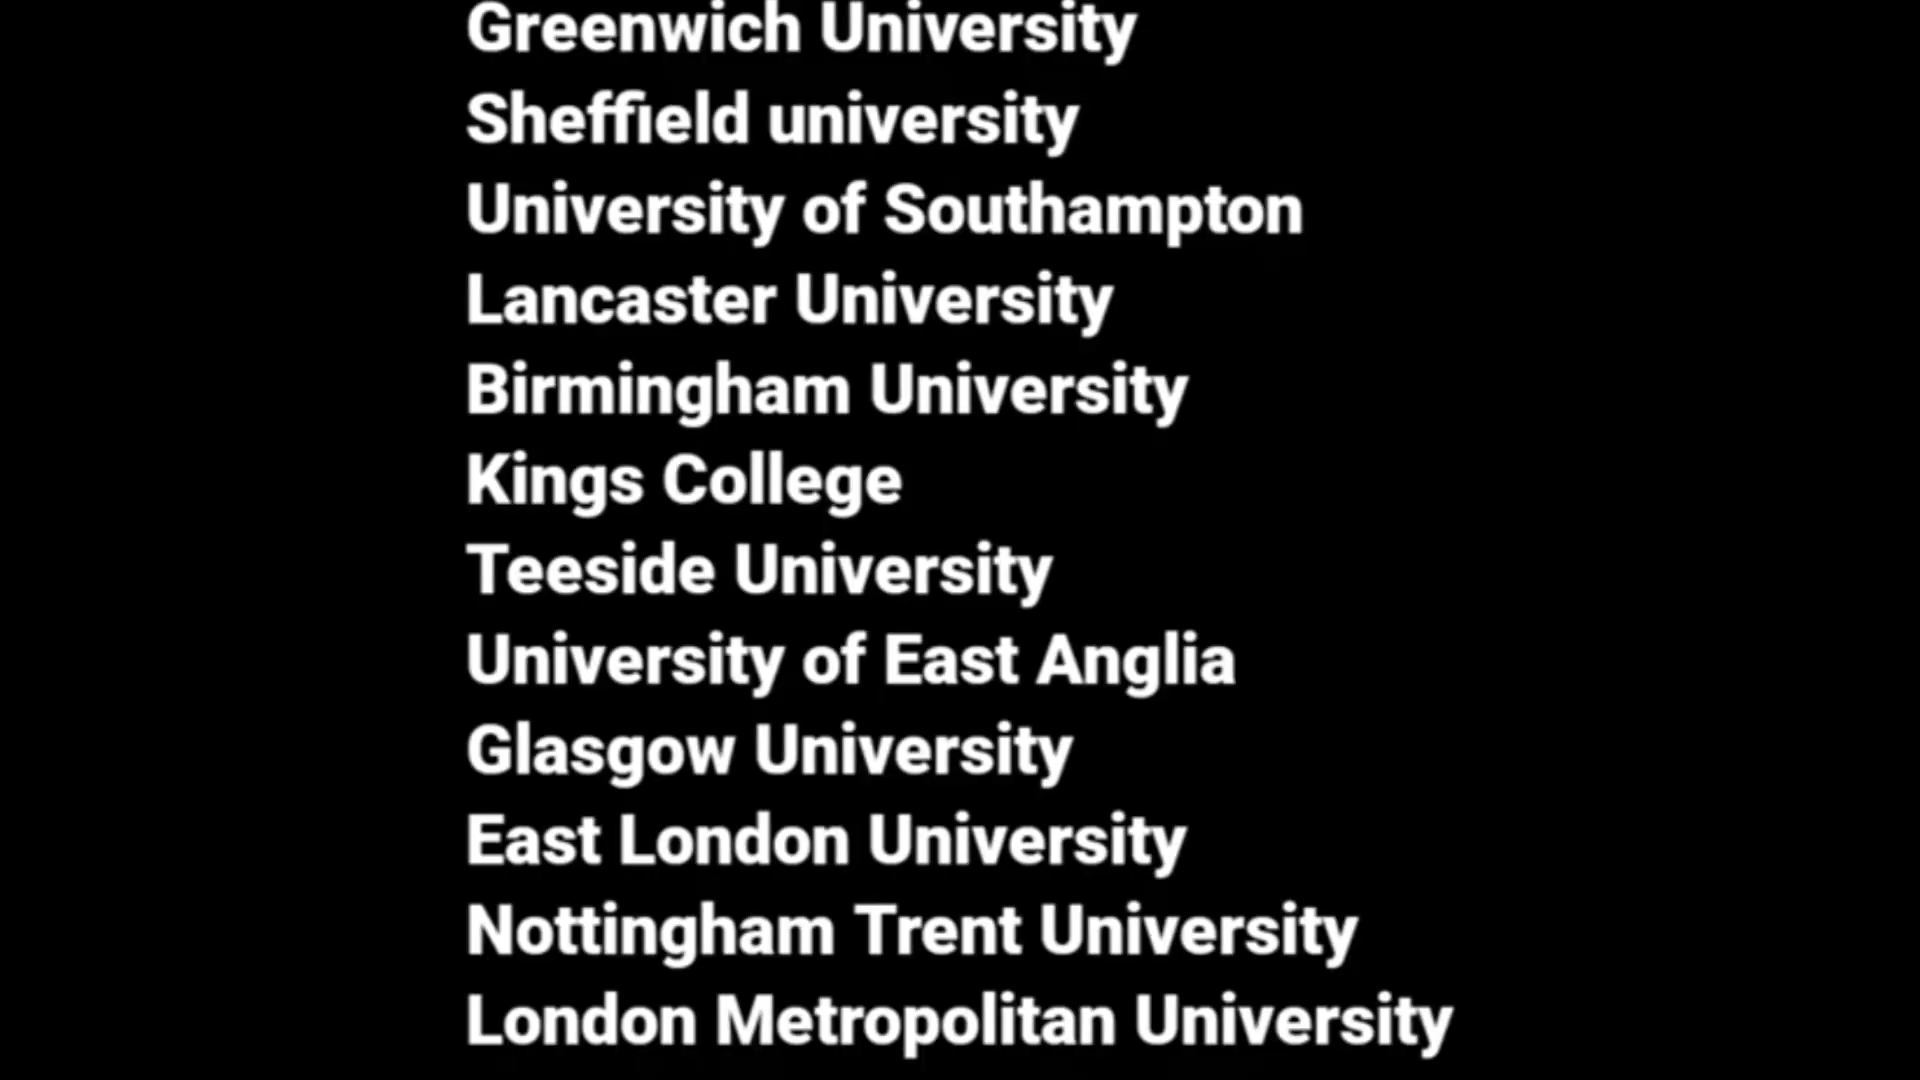 Greenwich University
Sheffield university
University of Southampton
Lancaster University
Birmingham University
Kings College
Teeside University
University of East Anglia
Glasgow University
East London University
Nottingham Trent University
London Metropolitan University